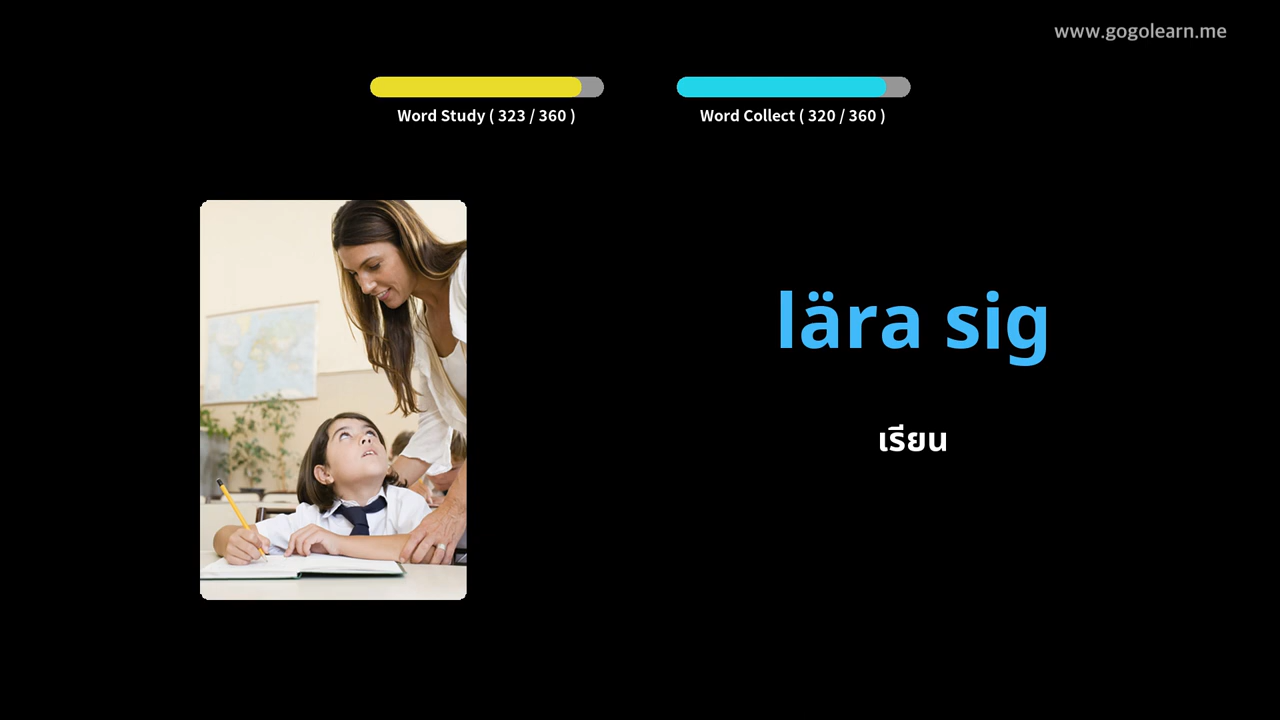 www.gogolearn.me
Word Study ( 323 / 360 )
Word Collect ( 320 / 360 )
lära sig
เรียน